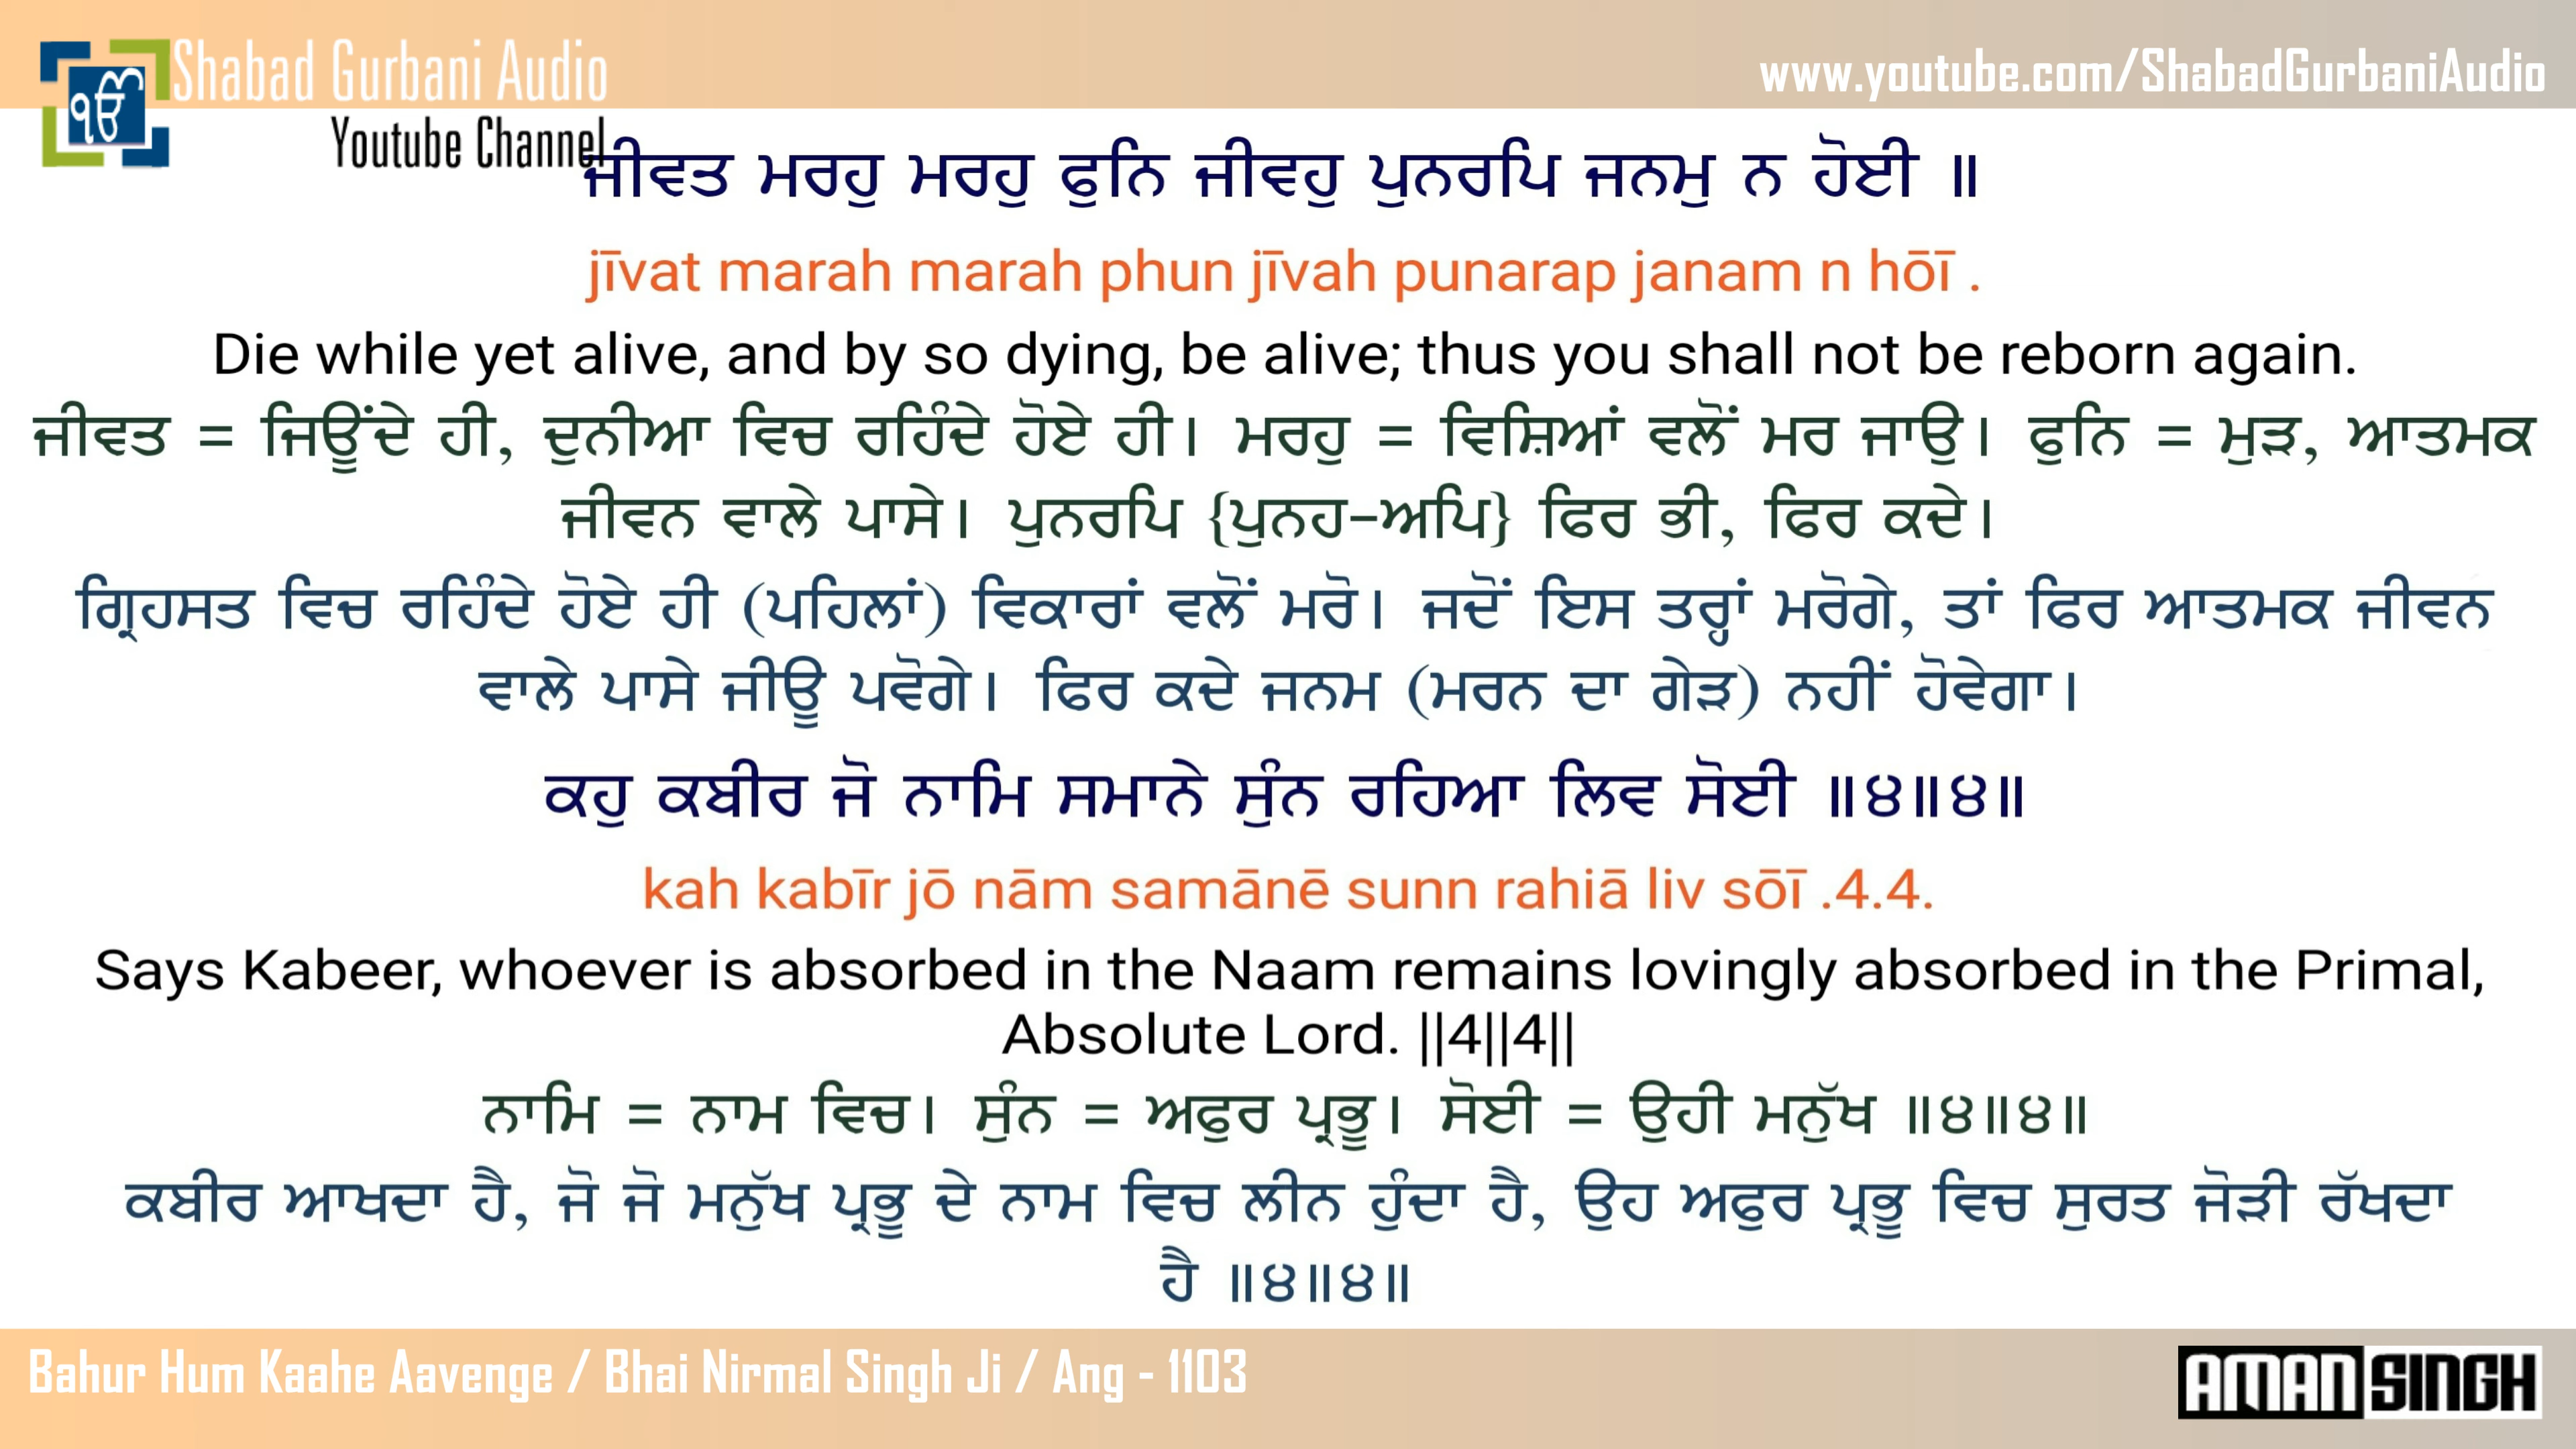 Shabad Gurbani Audio
www.youtube.com/ShabadGurbaniAudio
ੴ
Youtube Channel
ਜੀਵਤ ਮਰਹੁ ਮਰਹੁ ਫੁਨਿ ਜੀਵਹੁ ਪੁਨਰਪਿ ਜਨਮੁ ਨ ਹੋਈ ॥
jīvat marah marah phun jīvah punarap janam n hōī .
Die while yet alive, and by so dying, be alive; thus you shall not be reborn again.
ਜੀਵਤ = ਜਿਊਂਦੇ ਹੀ, ਦੁਨੀਆ ਵਿਚ ਰਹਿੰਦੇ ਹੋਏ ਹੀ। ਮਰਹੁ = ਵਿਸ਼ਿਆਂ ਵਲੋਂ ਮਰ ਜਾਉ। ਫੁਨਿ = ਮੁੜ, ਆਤਮਕ
ਜੀਵਨ ਵਾਲੇ ਪਾਸੇ। ਪੁਨਰਪਿ {ਪੁਨਹ-ਅਪਿ} ਫਿਰ ਭੀ, ਫਿਰ ਕਦੇ।
ਗ੍ਰਿਹਸਤ ਵਿਚ ਰਹਿੰਦੇ ਹੋਏ ਹੀ (ਪਹਿਲਾਂ) ਵਿਕਾਰਾਂ ਵਲੋਂ ਮਰੋ। ਜਦੋਂ ਇਸ ਤਰ੍ਹਾਂ ਮਰੋਗੇ, ਤਾਂ ਫਿਰ ਆਤਮਕ ਜੀਵਨ
ਵਾਲੇ ਪਾਸੇ ਜੀਊ ਪਵੋਗੇ। ਫਿਰ ਕਦੇ ਜਨਮ (ਮਰਨ ਦਾ ਗੇੜ) ਨਹੀਂ ਹੋਵੇਗਾ।
ਕਹੁ ਕਬੀਰ ਜੋ ਨਾਮਿ ਸਮਾਨੇ ਸੁੰਨ ਰਹਿਆ ਲਿਵ ਸੋਈ ॥੪॥੪॥
kah kabīr jō nām samānē sunn rahiā liv sōī .4.4.
Says Kabeer, whoever is absorbed in the Naam remains lovingly absorbed in the Primal,
Absolute Lord. ||4||4||
ਨਾਮਿ = ਨਾਮ ਵਿਚ। ਸੁੰਨ = ਅਫੁਰ ਪ੍ਰਭੂ। ਸੋਈ = ਉਹੀ ਮਨੁੱਖ ॥੪॥੪॥
ਕਬੀਰ ਆਖਦਾ ਹੈ, ਜੋ ਜੋ ਮਨੁੱਖ ਪ੍ਰਭੂ ਦੇ ਨਾਮ ਵਿਚ ਲੀਨ ਹੁੰਦਾ ਹੈ, ਉਹ ਅਫੁਰ ਪ੍ਰਭੂ ਵਿਚ ਸੁਰਤ ਜੋੜੀ ਰੱਖਦਾ
ਹੈ ॥੪॥੪॥
Bahur Hum Kaahe Aavenge / Bhai Nirmal Singh Ji / Ang - 1103
AMAN SINGH